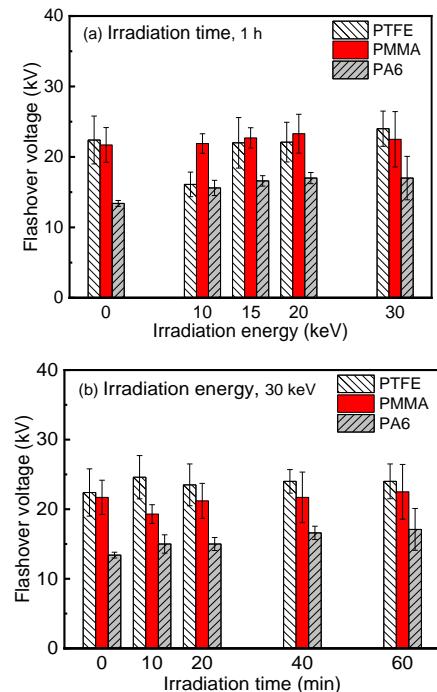 (a) Irradiation time, 1 h
PTFE
PMMA
PA6
40
30
20
10
0
Flashover voltage (kV)
0 10 15 20 30
Irradiation energy (keV)
(b) Irradiation energy, 30 keV
PTFE
PMMA
PA6
40
30
20
10
0
Flashover voltage (kV)
0 10 20 40 60
Irradiation time (min)